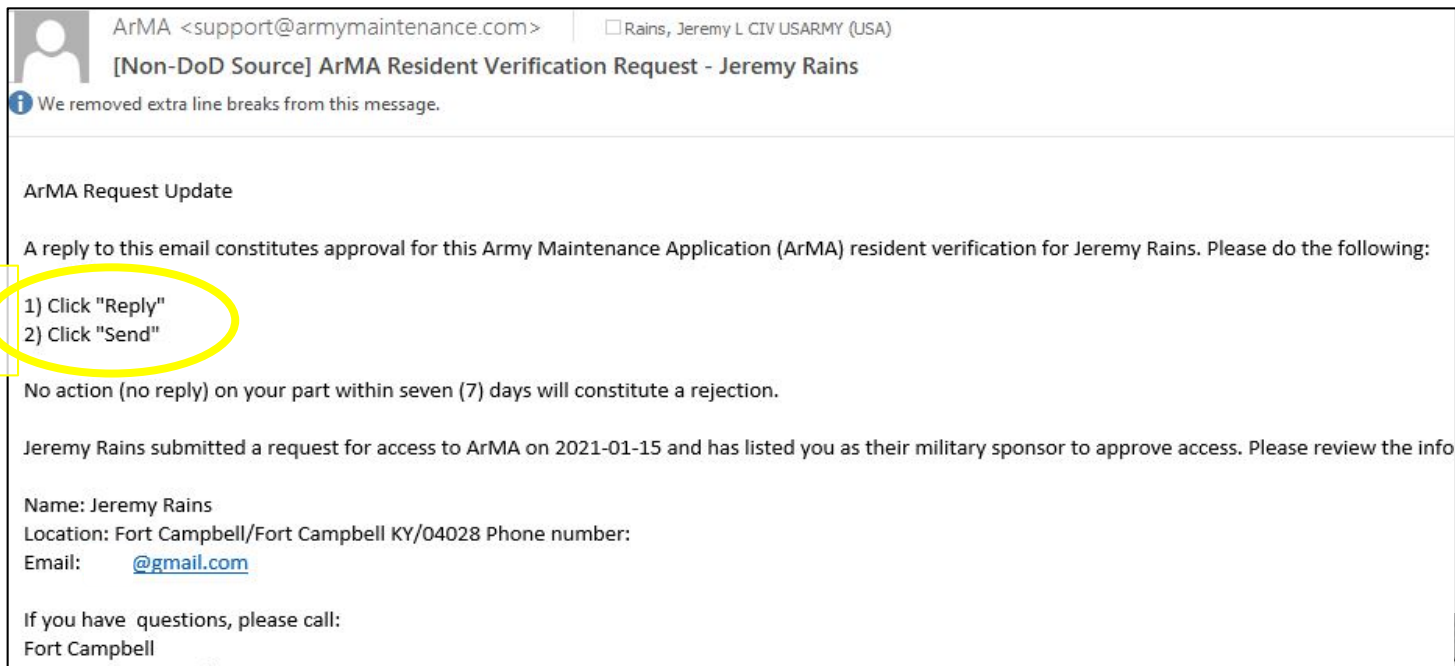 ArMA <support@armymaintenance.com> Rains, Jeremy L CIV USARMY (USA)
[Non-DoD Source] ArMA Resident Verification Request - Jeremy Rains
We removed extra line breaks from this message.
ArMA Request Update
A reply to this email constitutes approval for this Army Maintenance Application (ArMA) resident verification for Jeremy Rains. Please do the following:
1) Click "Reply"
2) Click "Send"
No action (no reply) on your part within seven (7) days will constitute a rejection.
Jeremy Rains submitted a request for access to ArMA on 2021-01-15 and has listed you as their military sponsor to approve access. Please review the info
Name: Jeremy Rains
Location: Fort Campbell/Fort Campbell KY/04028 Phone number:
Email: @gmail.com
If you have questions, please call:
Fort Campbell